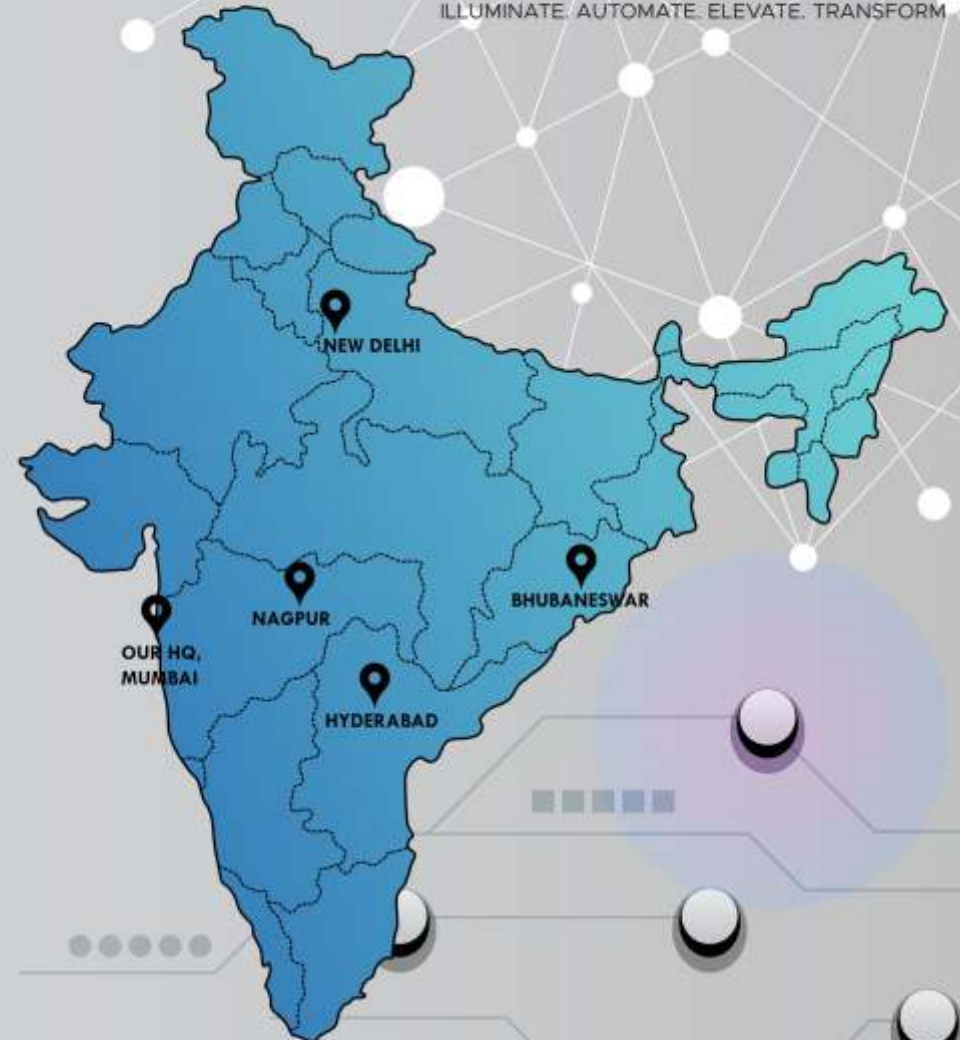 ILLUMINATE. AUTOMATE. ELEVATE. TRANSFORM
NEW DELHI
BHUBANESWAR
NAGPUR
OUR HQ,
MUMBAI
HYDERABAD